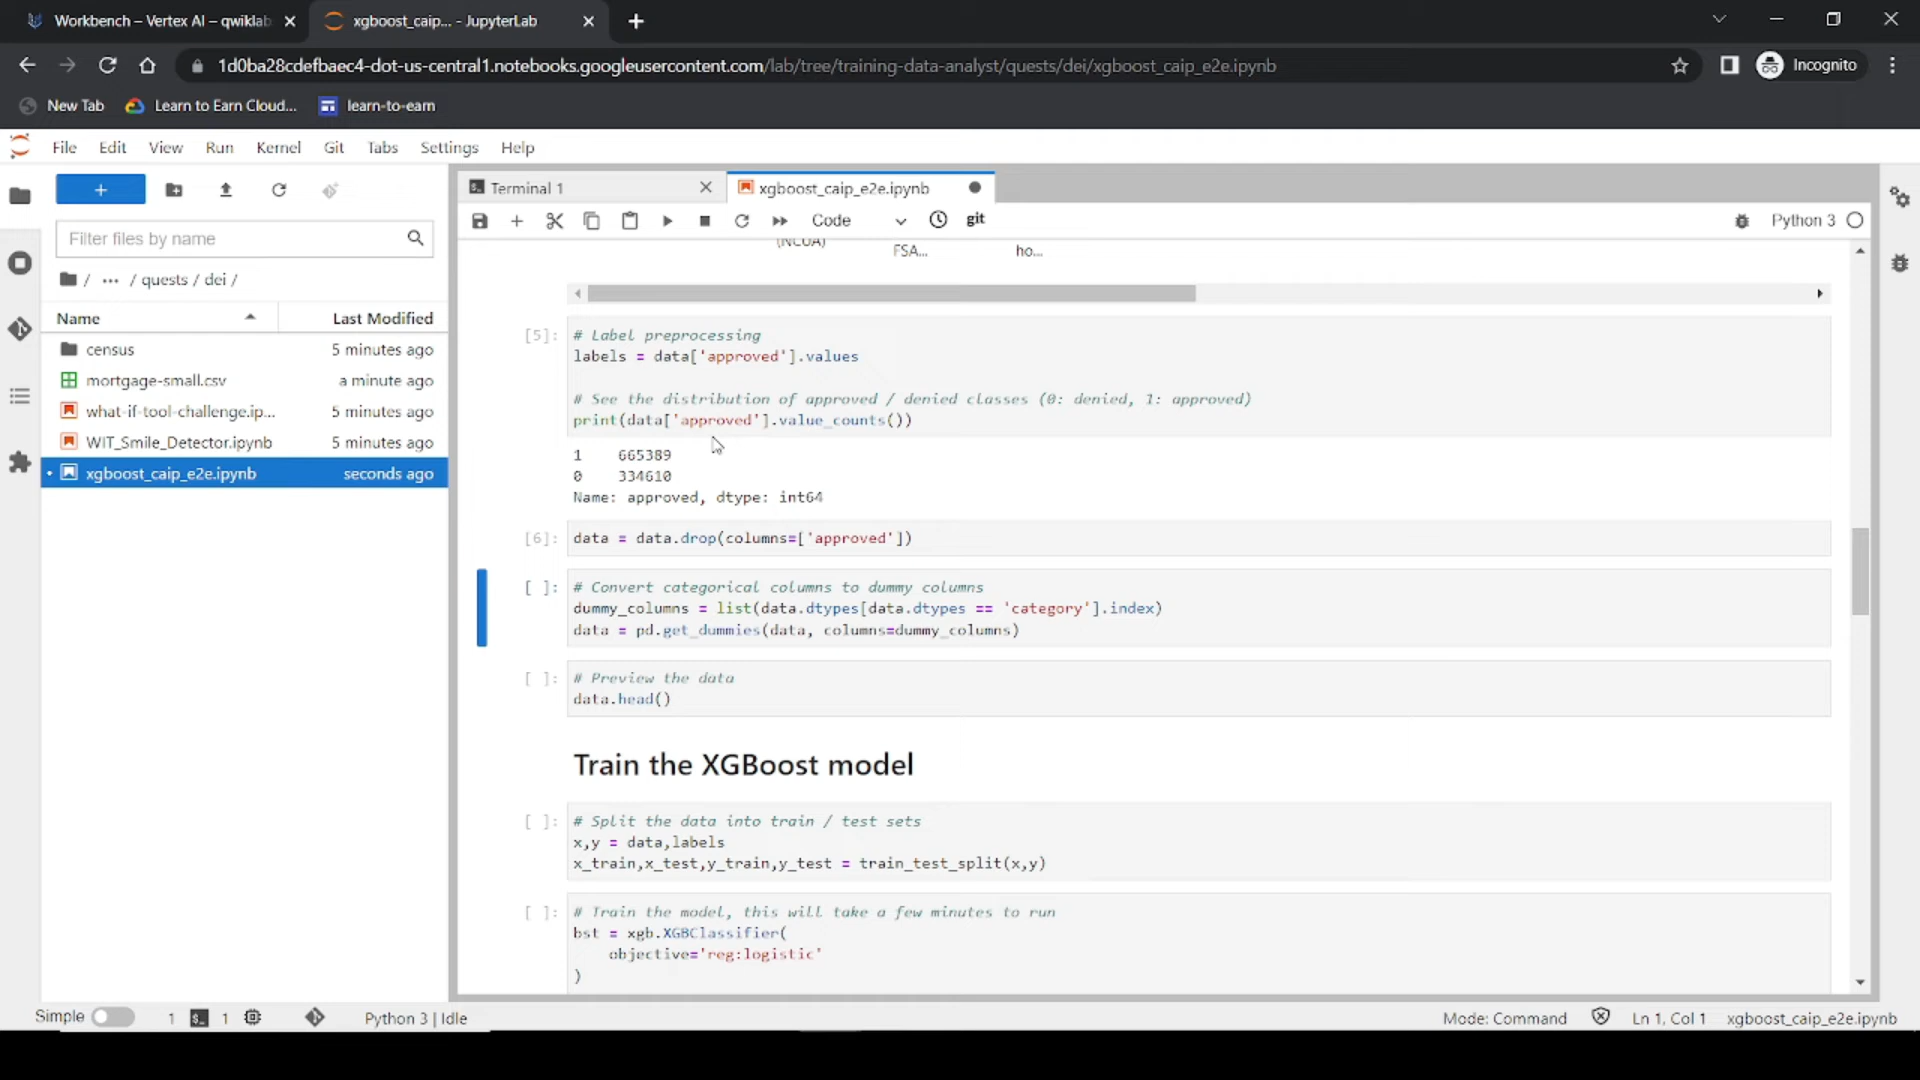 Workbench – Vertex AI – qwiklab
xgboost_caip... - JupyterLab
1d0ba28cdefbaec4-dot-us-central1.notebooks.googleusercontent.com/lab/tree/training-data-analyst/quests/dei/xgboost_caip_e2e.ipynb
Incognito
New Tab
Learn to Earn Cloud...
learn-to-earn
File Edit View Run Kernel Git Tabs Settings Help
Terminal 1
xgboost_caip_e2e.ipynb
Code
git
Python 3
Filter files by name
/ ... / quests / dei /
Name Last Modified
census 5 minutes ago
mortgage-small.csv a minute ago
what-if-tool-challenge.ip... 5 minutes ago
WIT_Smile_Detector.ipynb 5 minutes ago
xgboost_caip_e2e.ipynb seconds ago
(NCUA)
FSA... ho...
[5]: # Label preprocessing
labels = data['approved'].values
# See the distribution of approved / denied classes (0: denied, 1: approved)
print(data['approved'].value_counts())
1 665389
0 334610
Name: approved, dtype: int64
[6]: data = data.drop(columns=['approved'])
[ ]: # Convert categorical columns to dummy columns
dummy_columns = list(data.dtypes[data.dtypes == 'category'].index)
data = pd.get_dummies(data, columns=dummy_columns)
[ ]: # Preview the data
data.head()
Train the XGBoost model
[ ]: # Split the data into train / test sets
x,y = data,labels
x_train,x_test,y_train,y_test = train_test_split(x,y)
[ ]: # Train the model, this will take a few minutes to run
bst = xgb.XGBClassifier(
objective='reg:logistic'
)
Simple 1 1 Python 3 | Idle Mode: Command Ln 1, Col 1 xgboost_caip_e2e.ipynb